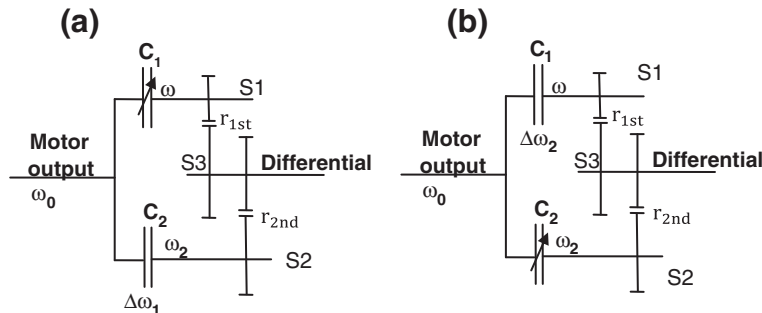 (a)
C₁
ω
S1
r₁ₛₜ
Motor
output
S3
Differential
ω₀
C₂
r₂ₙd
ω₂
S2
Δω₁
(b)
C₁
ω
S1
r₁ₛₜ
Δω₂
Motor
output
S3
Differential
ω₀
C₂
r₂ₙd
ω₂
S2